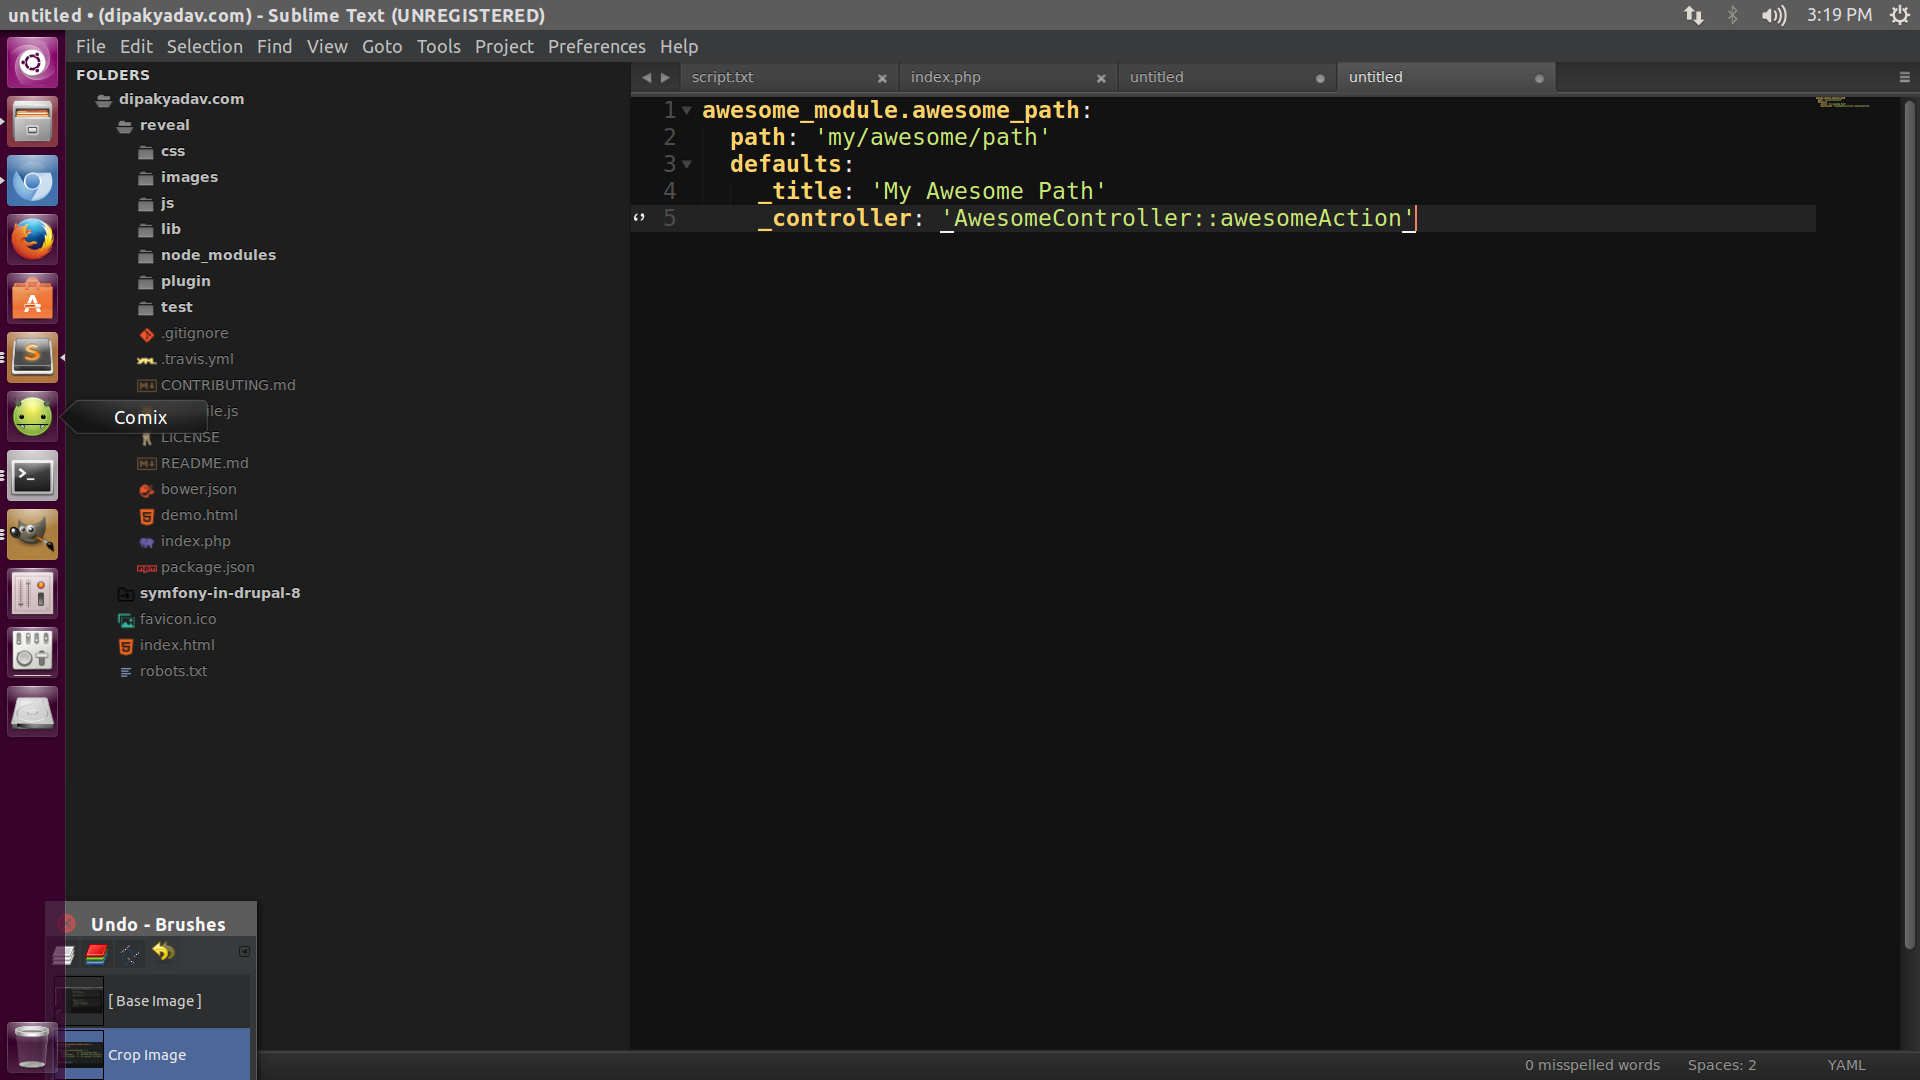 untitled • (dipakyadav.com) - Sublime Text (UNREGISTERED)
3:19 PM
File Edit Selection Find View Goto Tools Project Preferences Help
FOLDERS
dipakyadav.com
reveal
css
images
js
lib
node_modules
plugin
test
.gitignore
.travis.yml
CONTRIBUTING.md
ile.js
Comix
LICENSE
README.md
bower.json
demo.html
index.php
package.json
symfony-in-drupal-8
favicon.ico
index.html
robots.txt
script.txt
index.php
untitled
untitled
1 awesome_module.awesome_path:
2 path: 'my/awesome/path'
3 defaults:
4 _title: 'My Awesome Path'
5 _controller: 'AwesomeController::awesomeAction'
Undo - Brushes
[ Base Image ]
Crop Image
0 misspelled words
Spaces: 2
YAML